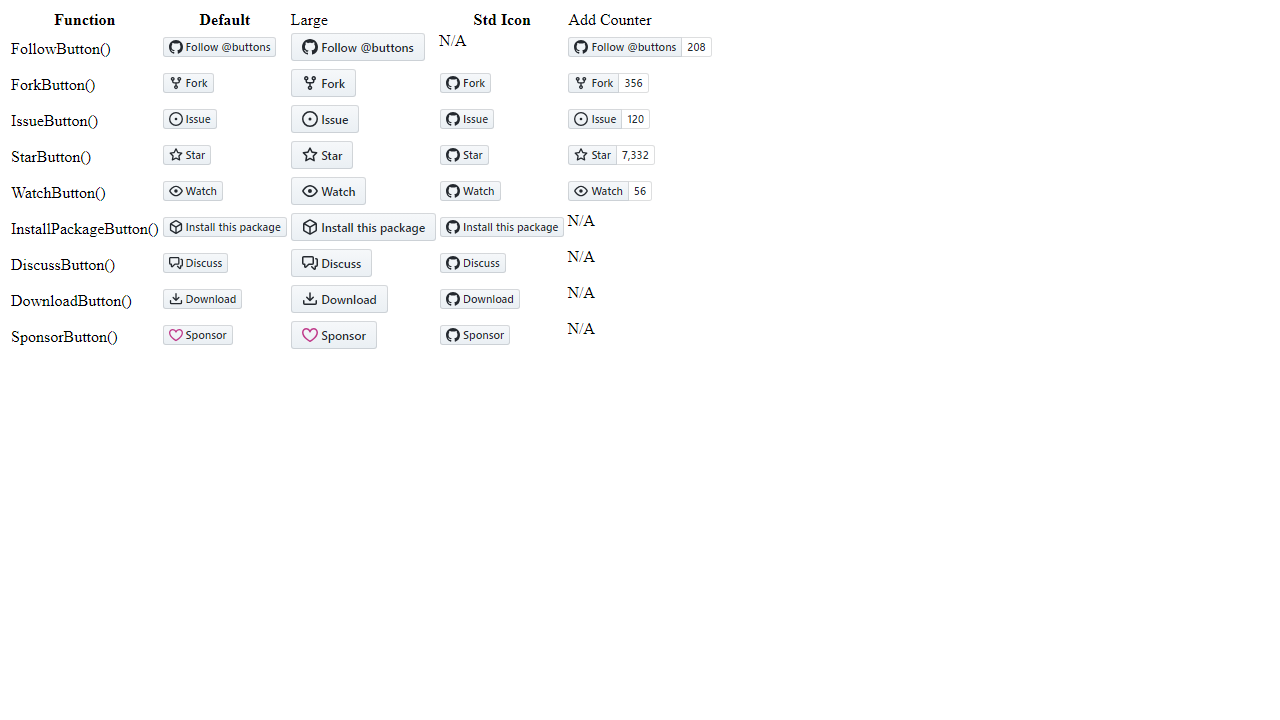 Function Default Large Std Icon Add Counter
FollowButton() Follow @buttons Follow @buttons N/A Follow @buttons 208
ForkButton() Fork Fork Fork Fork 356
IssueButton() Issue Issue Issue Issue 120
StarButton() Star Star Star Star 7,332
WatchButton() Watch Watch Watch Watch 56
InstallPackageButton() Install this package Install this package Install this package N/A
DiscussButton() Discuss Discuss Discuss N/A
DownloadButton() Download Download Download N/A
SponsorButton() Sponsor Sponsor Sponsor N/A